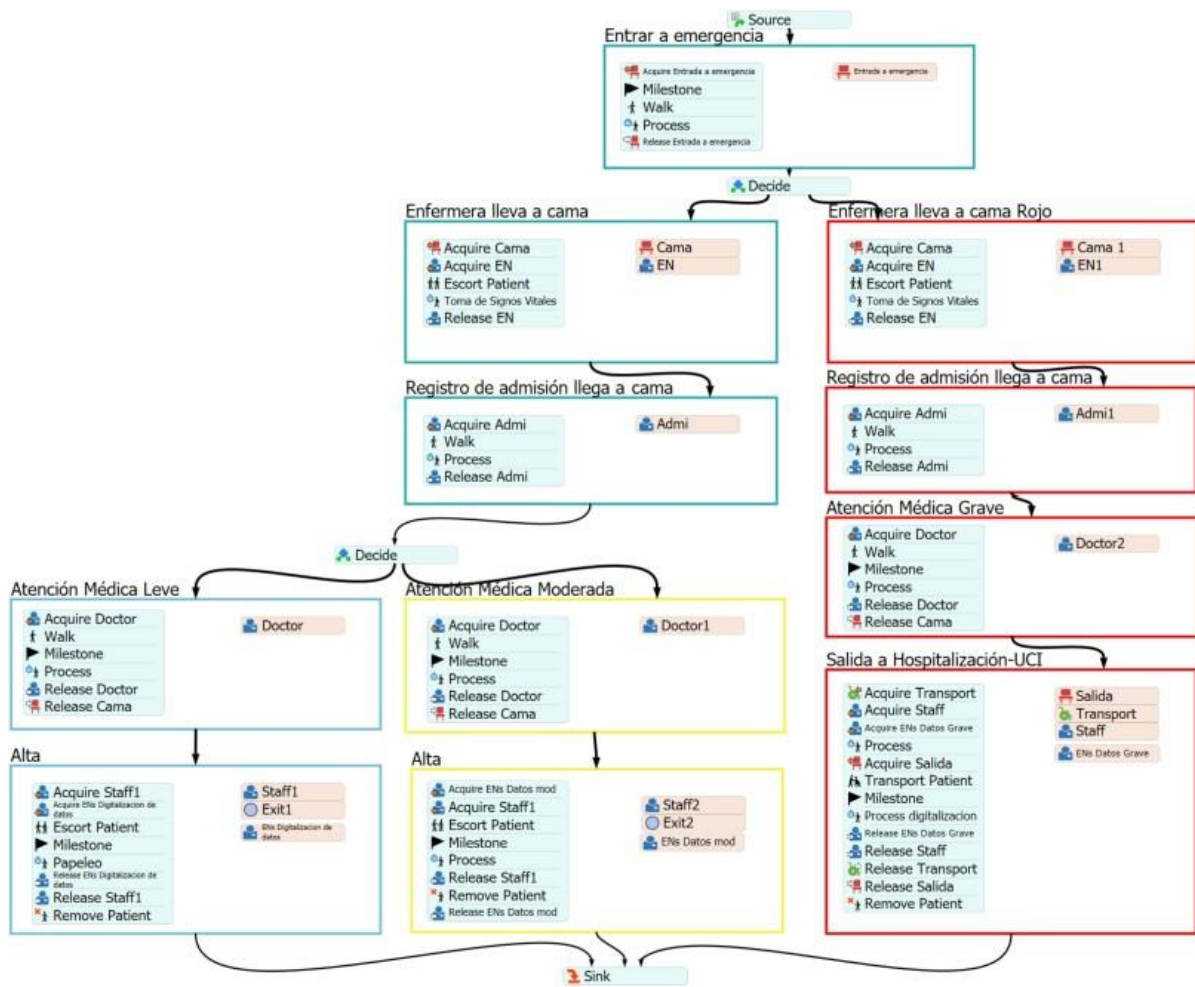 Source
Entrar a emergencia
Acquire Entrada a emergencia
Milestone
Walk
Process
Release Entrada a emergencia
Entrada a emergencia
Decide
Enfermera lleva a cama
Acquire Cama
Acquire EN
Escort Patient
Toma de Signos Vitales
Release EN
Cama
EN
Enfermera lleva a cama Rojo
Acquire Cama
Acquire EN
Escort Patient
Toma de Signos Vitales
Release EN
Cama 1
EN1
Registro de admisión llega a cama
Acquire Admi
Walk
Process
Release Admi
Admi
Registro de admisión llega a cama
Acquire Admi
Walk
Process
Release Admi
Admi1
Atención Médica Grave
Acquire Doctor
Walk
Milestone
Process
Release Doctor
Release Cama
Doctor2
Decide
Atención Médica Leve
Acquire Doctor
Walk
Milestone
Process
Release Doctor
Release Cama
Doctor
Atención Médica Moderada
Acquire Doctor
Walk
Milestone
Process
Release Doctor
Release Cama
Doctor1
Salida a Hospitalización-UCI
Acquire Transport
Acquire Staff
Acquire ENs Datos Grave
Process
Acquire Salida
Transport Patient
Milestone
Process digitalizacion
Release ENs Datos Grave
Release Staff
Release Transport
Release Salida
Remove Patient
Salida
Transport
Staff
ENs Datos Grave
Alta
Acquire Staff1
Acquire ENs Digitalizacion de
datos
Escort Patient
Milestone
Papeleo
Release ENs Digitalizacion de
datos
Release Staff1
Remove Patient
Staff1
Exit1
ENs Digitalizacion de
datos
Alta
Acquire ENs Datos mod
Acquire Staff1
Escort Patient
Milestone
Process
Release Staff1
Remove Patient
Release ENs Datos mod
Staff2
Exit2
ENs Datos mod
Sink